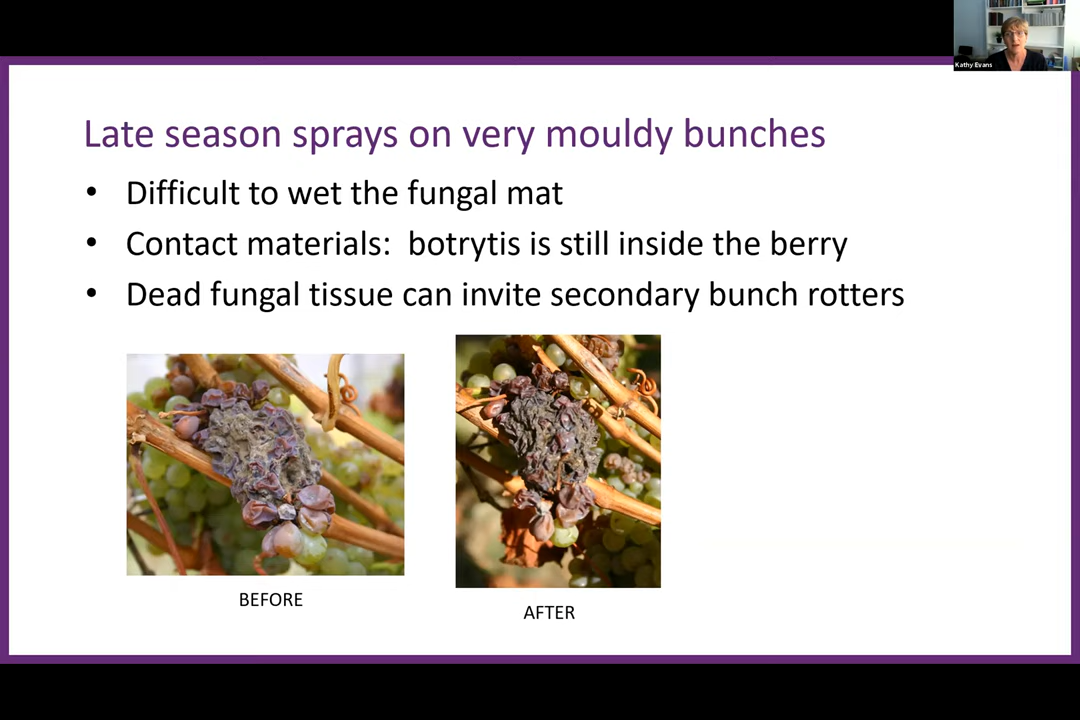 Kathy Evans
Late season sprays on very mouldy bunches
• Difficult to wet the fungal mat
• Contact materials: botrytis is still inside the berry
• Dead fungal tissue can invite secondary bunch rotters
BEFORE
AFTER